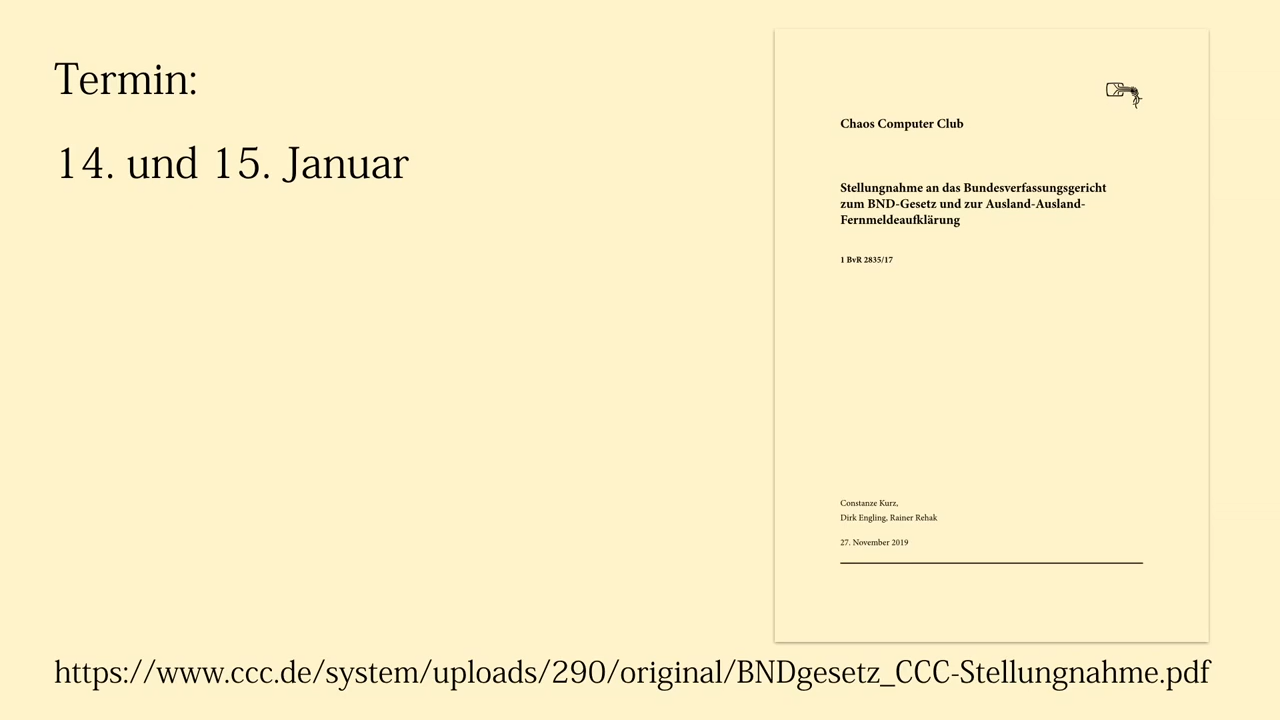 Termin:
14. und 15. Januar
Chaos Computer Club
Stellungnahme an das Bundesverfassungsgericht
zum BND-Gesetz und zur Ausland-Ausland-
Fernmeldeaufklärung
1 BvR 2835/17
Constanze Kurz,
Dirk Engling, Rainer Rehak
27. November 2019
https://www.ccc.de/system/uploads/290/original/BNDgesetz_CCC-Stellungnahme.pdf